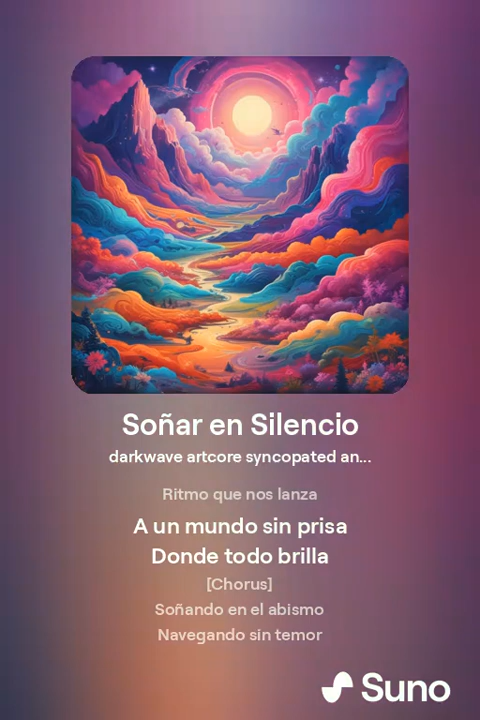 Soñar en Silencio
darkwave artcore syncopated an...
Ritmo que nos lanza
A un mundo sin prisa
Donde todo brilla
[Chorus]
Soñando en el abismo
Navegando sin temor
Suno